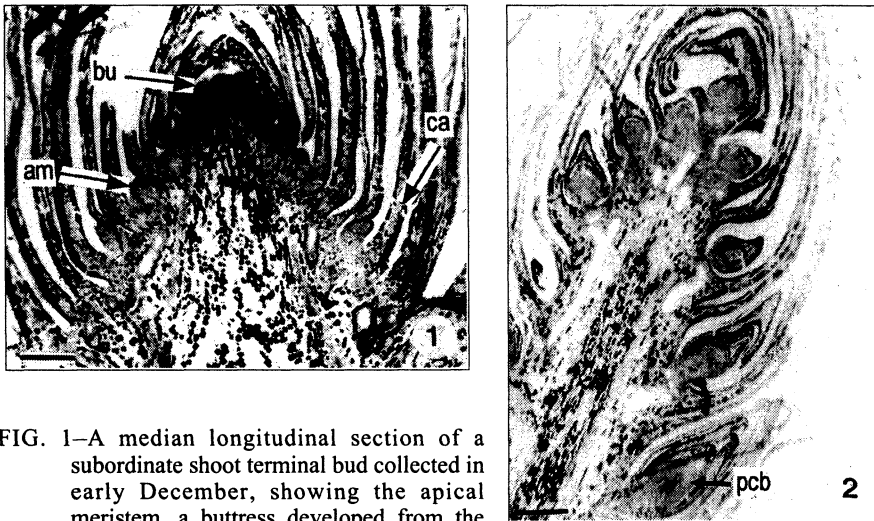 bu
ca
am
1
pcb
2
FIG. 1–A median longitudinal section of a
subordinate shoot terminal bud collected in
early December, showing the apical
meristem, a buttress developed from the